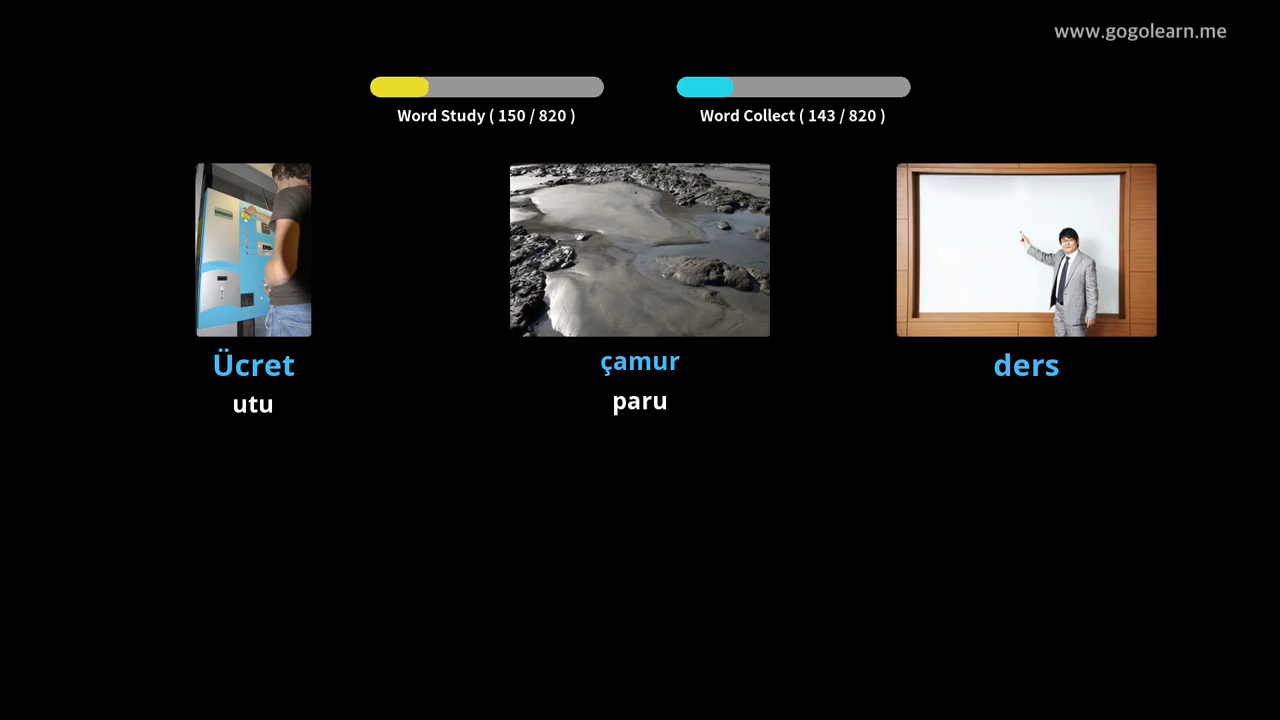 www.gogolearn.me
Word Study ( 150 / 820 )
Word Collect ( 143 / 820 )
Ücret
utu
çamur
paru
ders